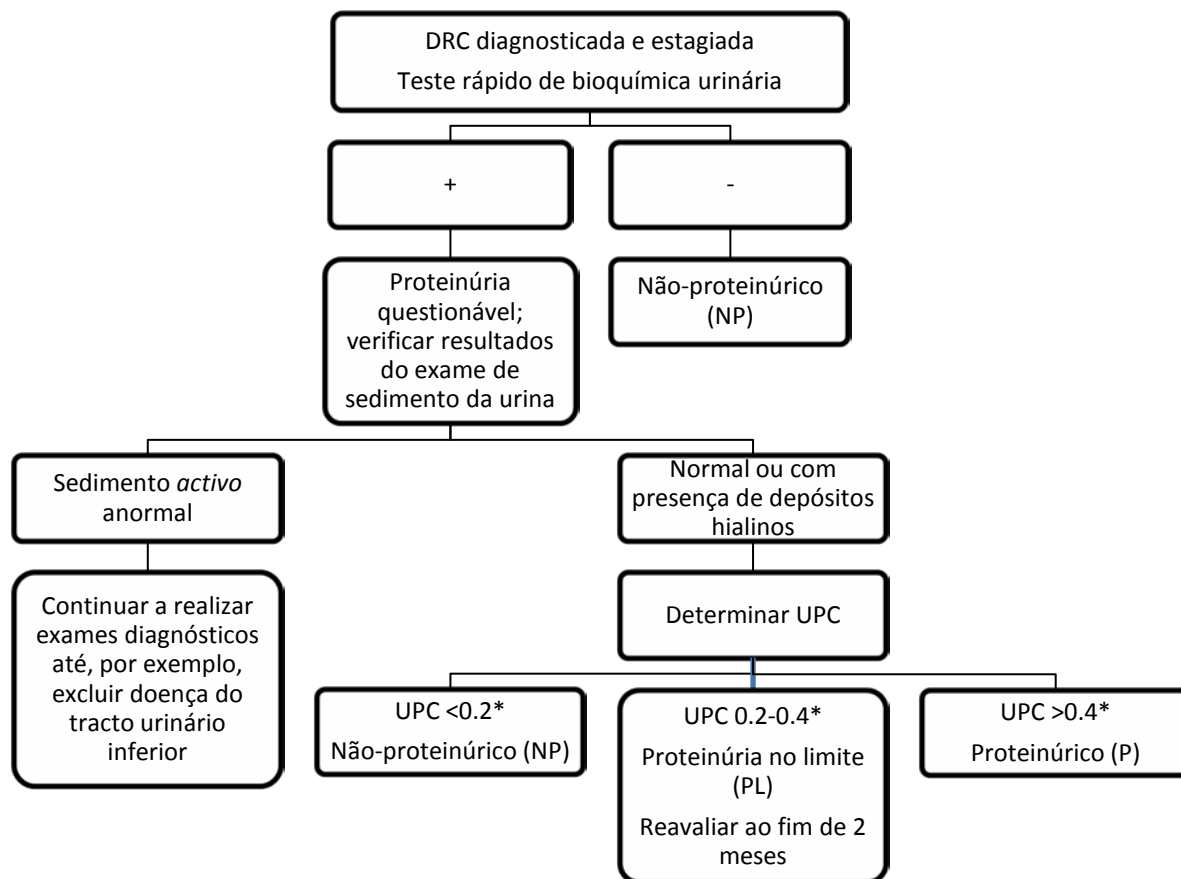 DRC diagnosticada e estagiada
Teste rápido de bioquímica urinária
+
-
Proteinúria
questionável;
verificar resultados
do exame de
sedimento da urina
Não-proteinúrico
(NP)
Sedimento activo
anormal
Normal ou com
presença de depósitos
hialinos
Continuar a realizar
exames diagnósticos
até, por exemplo,
excluir doença do
tracto urinário
inferior
Determinar UPC
UPC <0.2*
Não-proteinúrico (NP)
UPC 0.2-0.4*
Proteinúria no limite
(PL)
Reavaliar ao fim de 2
meses
UPC >0.4*
Proteinúrico (P)